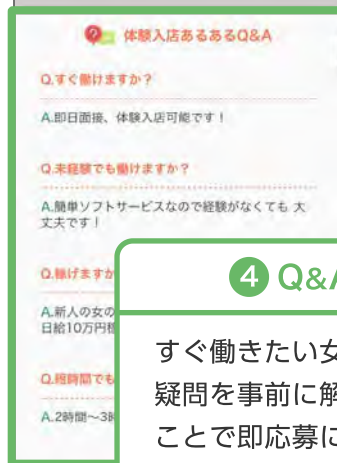 体験入店あるあるQ&A
Q.すぐ働けますか？
A.即日面接、体験入店可能です！
Q.未経験でも働けますか？
A.簡単ソフトサービスなので経験がなくても 大
丈夫です！
Q.稼げますか
A.新人の女の
日給10万円
Q.短時間でも
A.2時間〜3
4 Q&A
すぐ働きたい女
疑問を事前に解
ことで即応募に